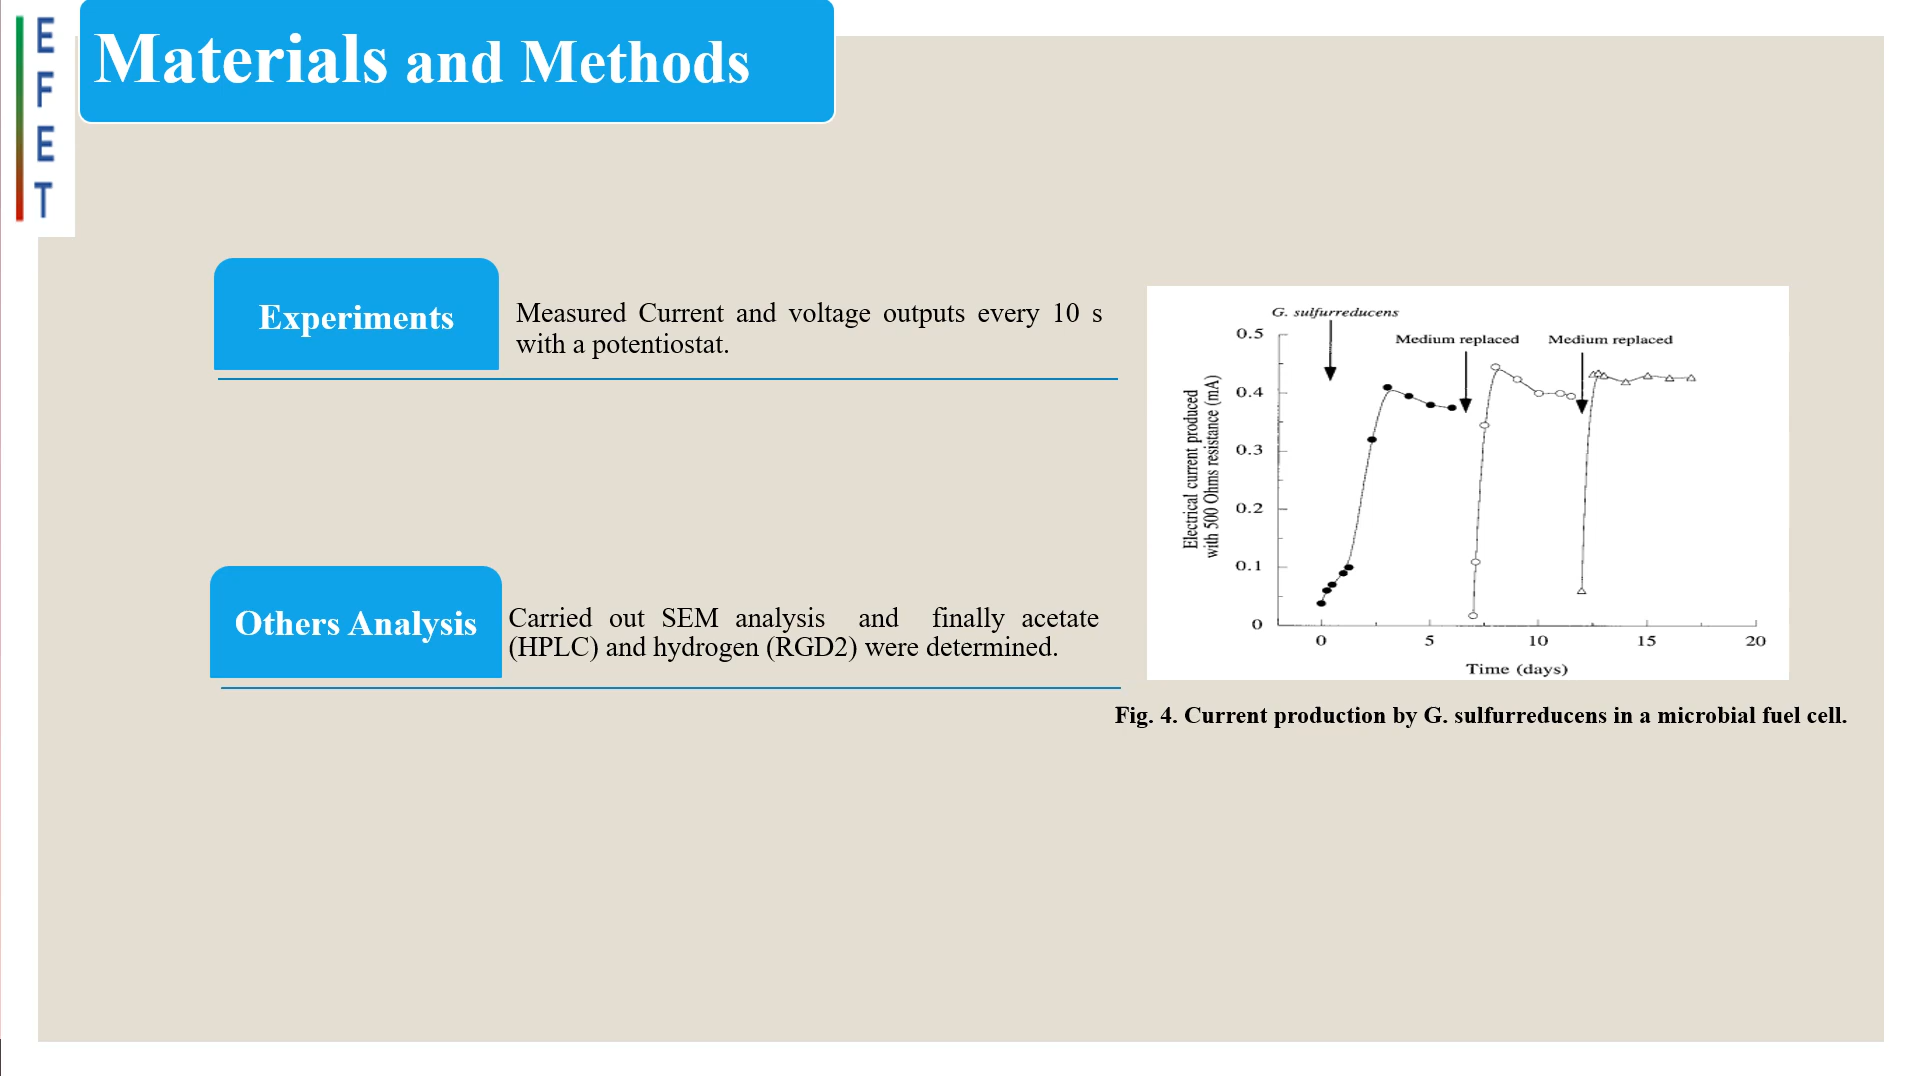 E
F
E
T
Materials and Methods
Experiments
Measured Current and voltage outputs every 10 s
with a potentiostat.
Others Analysis
Carried out SEM analysis and finally acetate
(HPLC) and hydrogen (RGD2) were determined.
G. sulfurreducens
Medium replaced
Medium replaced
Electrical current produced
with 500 Ohms resistance (mA)
0.5
0.4
0.3
0.2
0.1
0
0 5 10 15 20
Time (days)
Fig. 4. Current production by G. sulfurreducens in a microbial fuel cell.